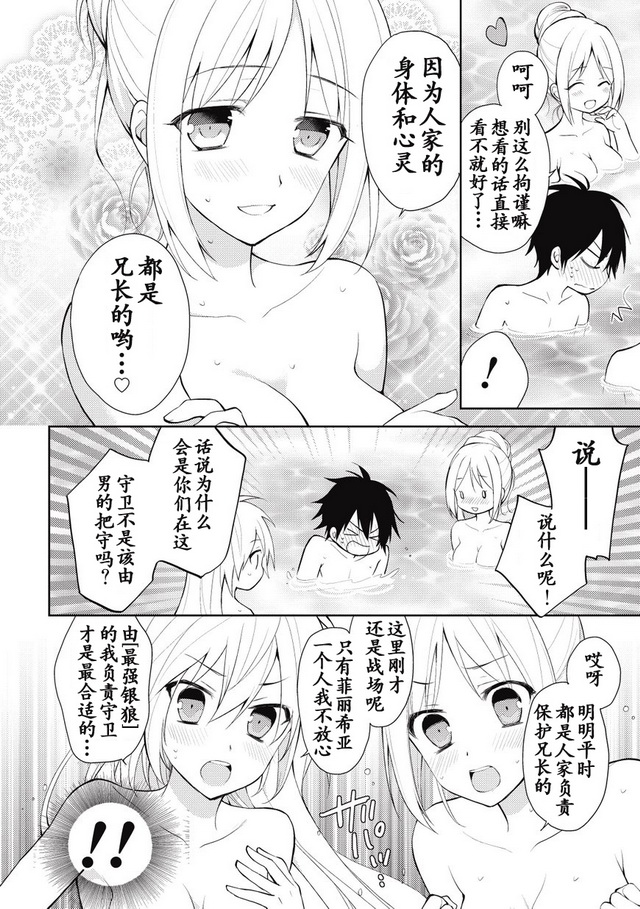 呵呵
别这么拘谨嘛
想看的话直接
看不就好了…
！
因为人家的
身体和心灵
都是
兄长的哟…♡
说——
说什么呢！
话说为什么
会是你们在这
守卫不是该由
男的把守吗？
哎呀
明明平时
都是人家负责
保护兄长的
这里刚才
还是战场呢
只有菲丽希亚
一个人我不放心
由[最强银狼]
的我负责守卫
才是最合适的…
！！